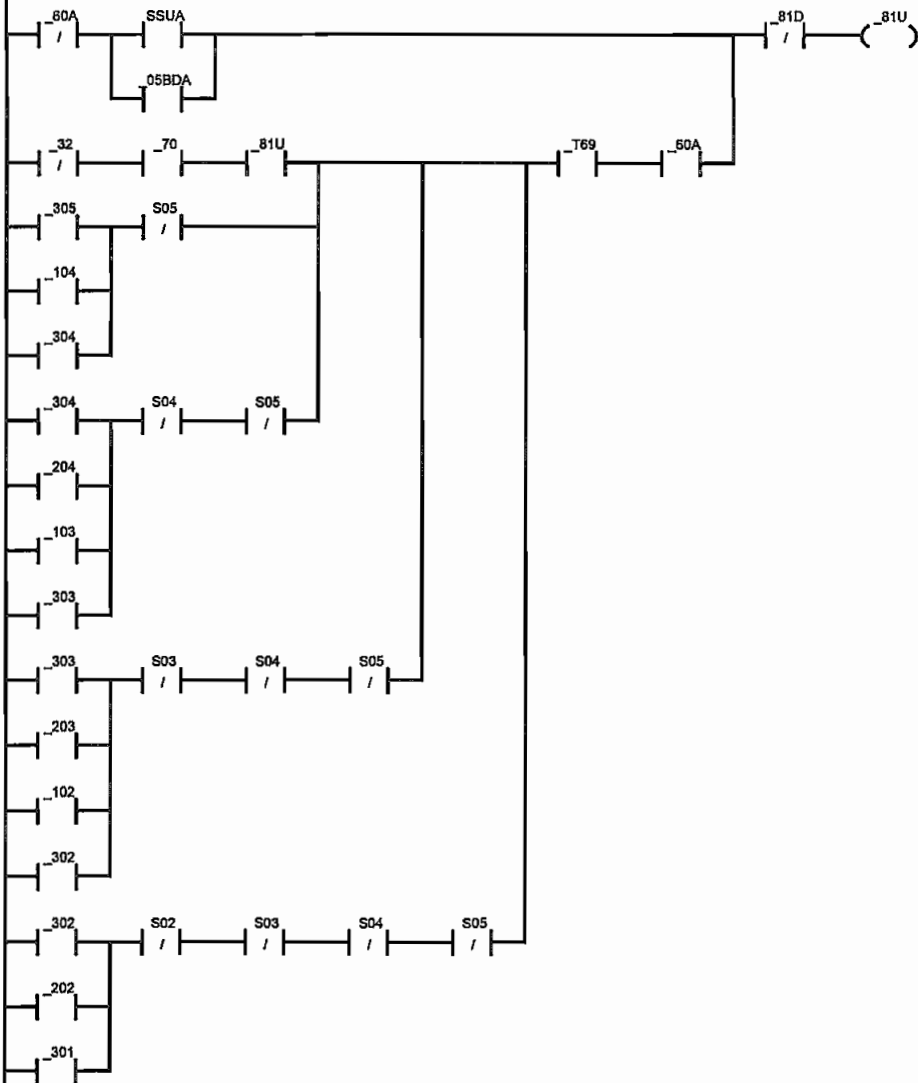 _60A SSUA _81D _81U
_05BDA
_32 _70 _81U _T69 _60A
_305 S05
_104
_304
_304 S04 S05
_204
_103
_303
_303 S03 S04 S05
_203
_102
_302
_302 S02 S03 S04 S05
_202
_301